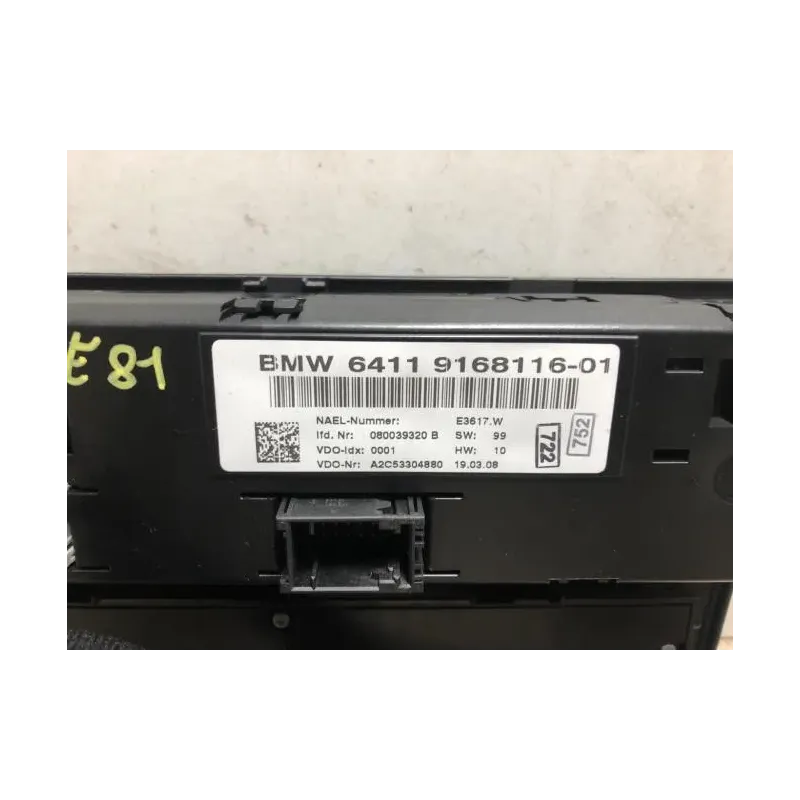 E81
BMW 6411 9168116-01
NAEL-Nummer: E3617.W
lfd. Nr: 080039320 B SW: 99
VDO-Idx: 0001 HW: 10
VDO-Nr: A2C53304880 19.03.08
722
752